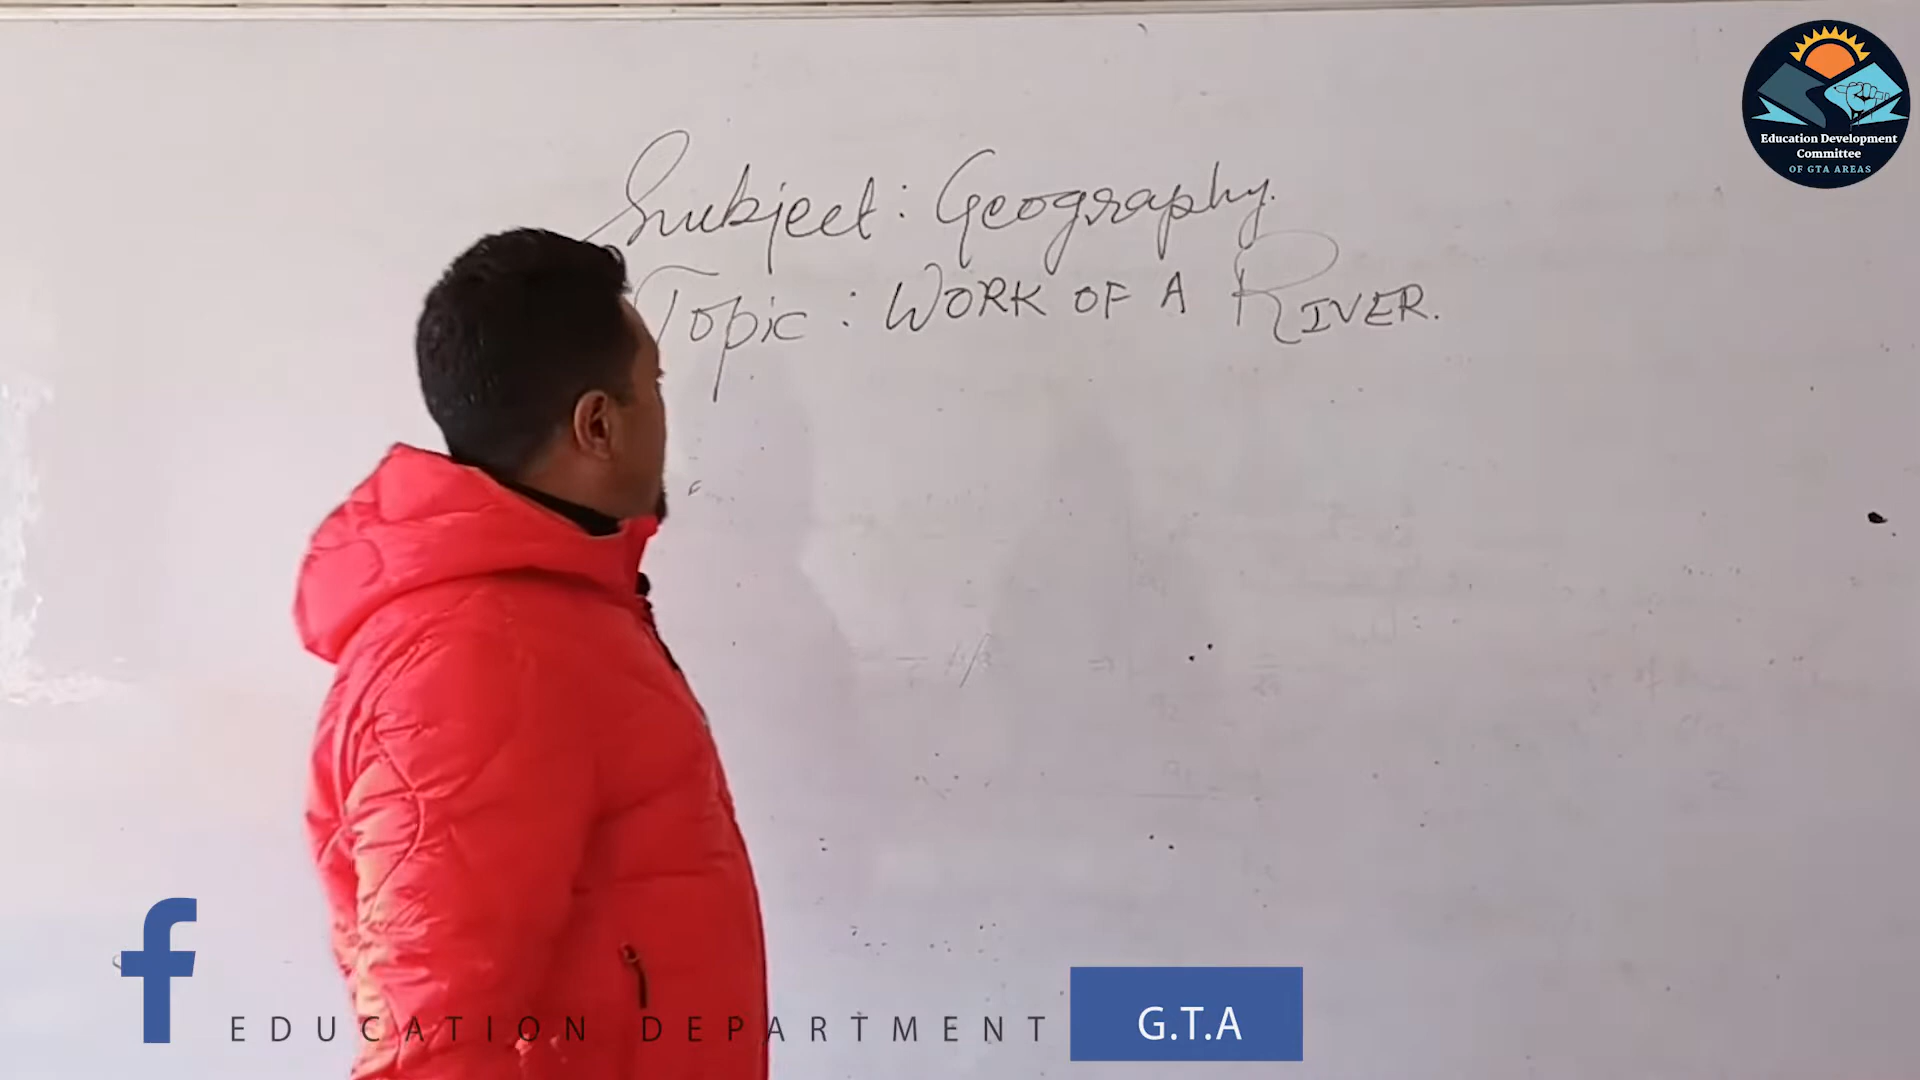 Subject : Geography.
Topic : WORK OF A RIVER.
Education Development
Committee
OF GTA AREAS
f
EDUCATION DEPARTMENT G.T.A